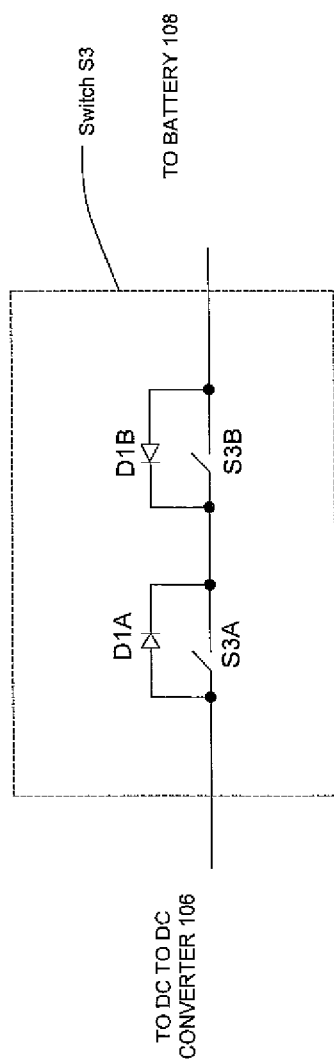 Switch S3
TO BATTERY 108
D1B
S3B
D1A
S3A
TO DC TO DC
CONVERTER 106